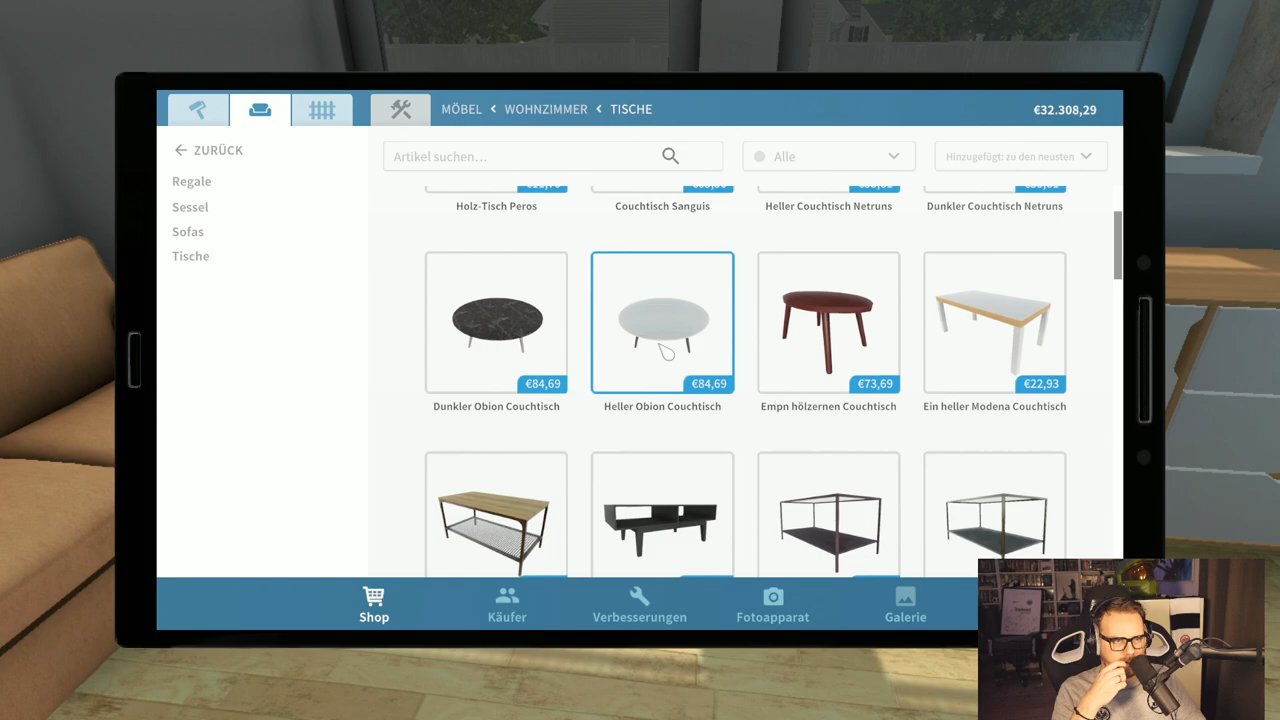 MÖBEL < WOHNZIMMER < TISCHE
€32.308,29
ZURÜCK
Artikel suchen...
Alle
Hinzugefügt: zu den neusten
Regale
Sessel
Sofas
Tische
Holz-Tisch Peros
Couchtisch Sanguis
Heller Couchtisch Netruns
Dunkler Couchtisch Netruns
€84,69
€84,69
€73,69
€22,93
Dunkler Obion Couchtisch
Heller Obion Couchtisch
Empn hölzernen Couchtisch
Ein heller Modena Couchtisch
Shop
Käufer
Verbesserungen
Fotoapparat
Galerie